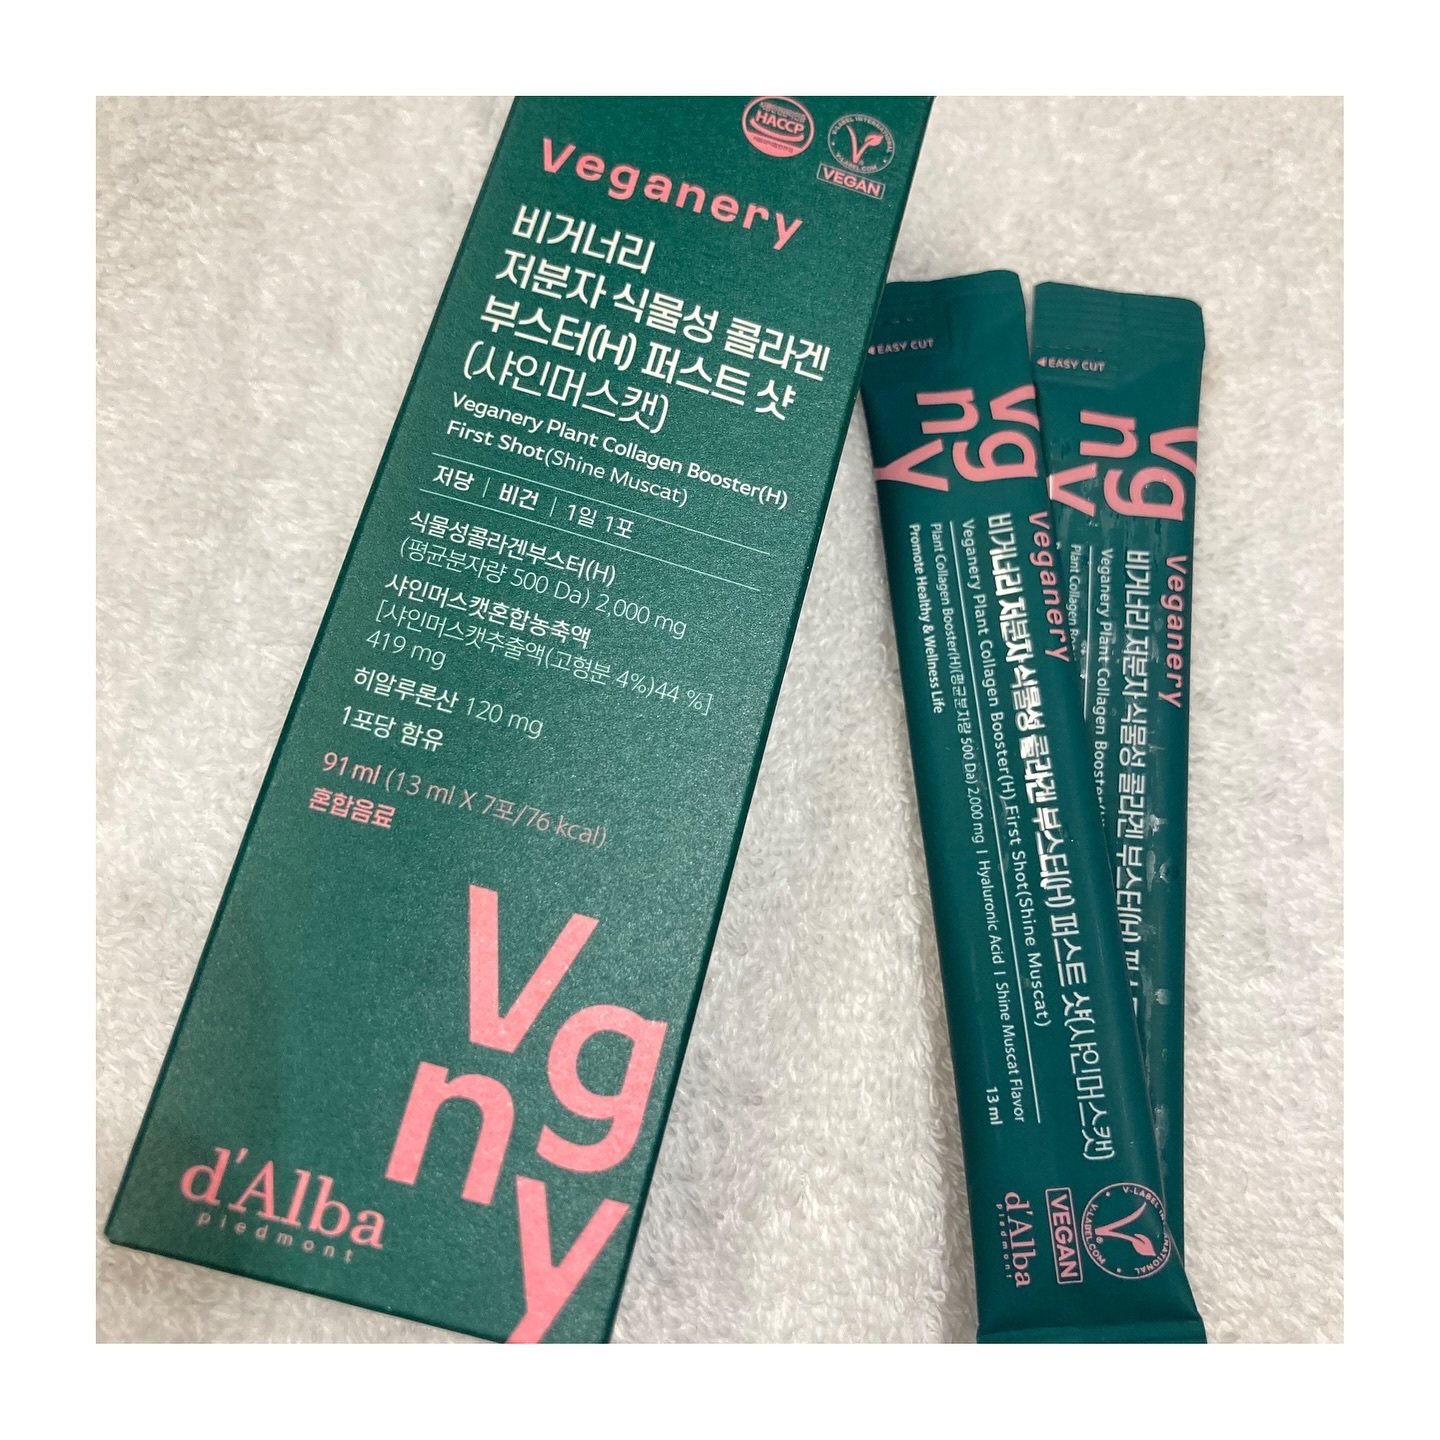 HACCP
V-LABEL INTERNATIONAL
V-LABEL.COM
VEGAN
Veganery
비거너리
저분자 식물성 콜라겐
부스터(H) 퍼스트 샷
(샤인머스캣)
Veganery Plant Collagen Booster(H)
First Shot(Shine Muscat)
저당 | 비건 | 1일 1포
식물성콜라겐부스터(H)
(평균분자량 500 Da) 2,000 mg
샤인머스캣혼합농축액
[샤인머스캣추출액(고형분 4%)44 %]
419 mg
히알루론산 120 mg
1포당 함유
91 ml (13 ml X 7포/76 kcal)
혼합음료
Vg
ny
d'Alba
piedmont
EASY CUT
vg
ny
Veganery
비거너리 저분자 식물성 콜라겐 부스터(H) 퍼스트 샷(샤인머스캣)
Veganery Plant Collagen Booster(H) First Shot(Shine Muscat)
Plant Collagen Booster(H)(평균분자량 500 Da) 2,000 mg I Hyaluronic Acid I Shine Muscat Flavor
Promote Healthy & Wellness Life
13 ml
d'Alba
piedmont
VEGAN
V-LABEL.COM
EASY CUT
vg
ny
Veganery
비거너리 저분자 식물성 콜라겐 부스터(H)
Veganery Plant Collagen Booster
Plant Collagen